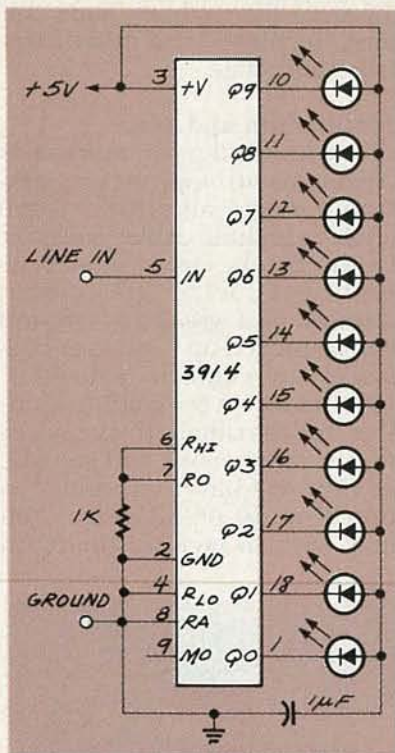 3 +V Q9 10
+5V
Q8 11
Q7 12
LINE IN 5 IN Q6 13
Q5 14
3914
Q4 15
6 RHI
7 RO Q3 16
1K
Q2 17
2 GND
4 RLO Q1 18
GROUND 8 RA
9 MO Q0 1
1µF